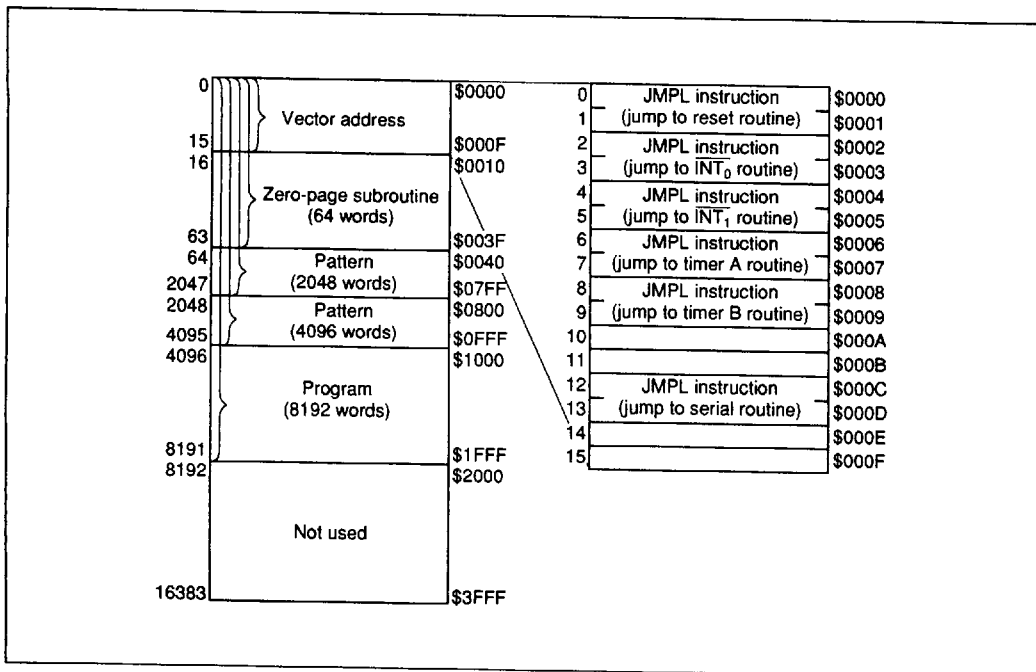 0
$0000
Vector address
15
$000F
16
$0010
Zero-page subroutine
(64 words)
63
$003F
64
Pattern
$0040
2047
(2048 words)
$07FF
2048
Pattern
$0800
4095
(4096 words)
$0FFF
4096
$1000
Program
(8192 words)
8191
$1FFF
8192
$2000
Not used
16383
$3FFF
0
JMPL instruction
$0000
1
(jump to reset routine)
$0001
2
JMPL instruction
$0002
3
(jump to INT0 routine)
$0003
4
JMPL instruction
$0004
5
(jump to INT1 routine)
$0005
6
JMPL instruction
$0006
7
(jump to timer A routine)
$0007
8
JMPL instruction
$0008
9
(jump to timer B routine)
$0009
10
$000A
11
$000B
12
JMPL instruction
$000C
13
(jump to serial routine)
$000D
14
$000E
15
$000F